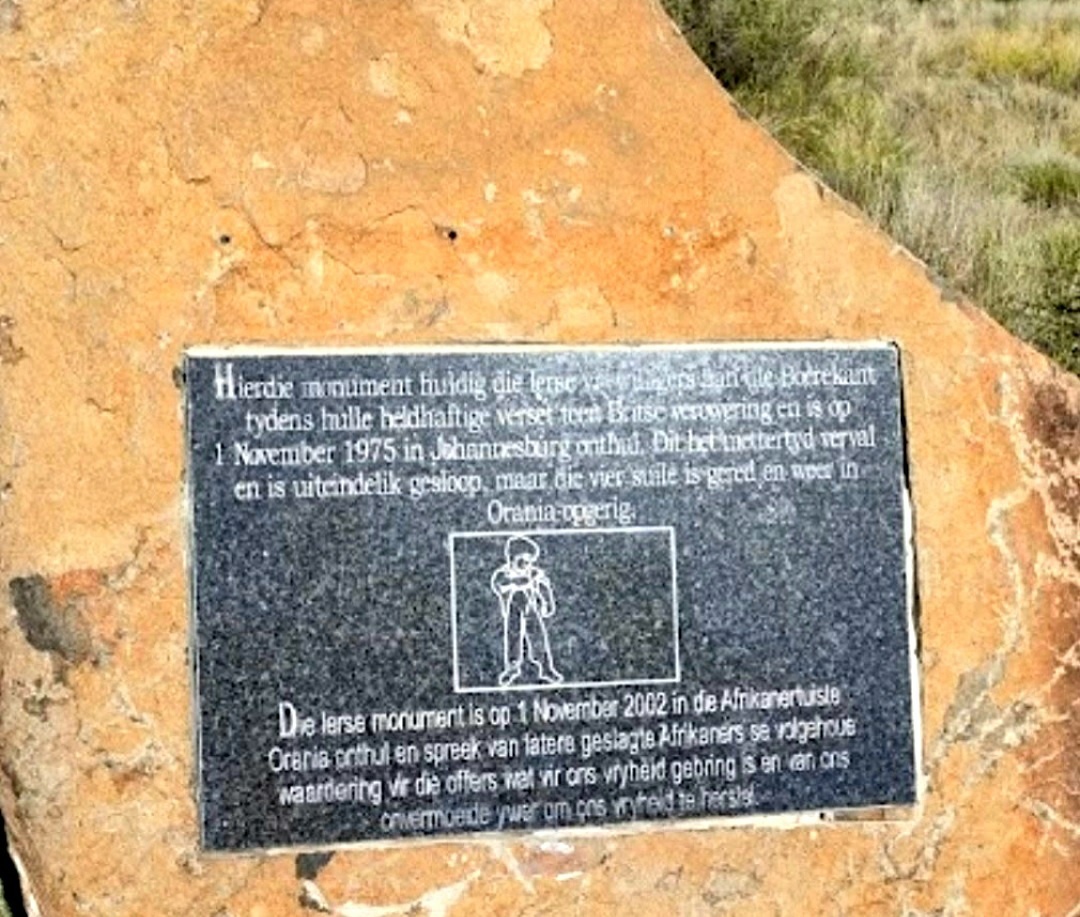 Hierdie monument huldig die Ierse vrywilligers aan die Boerekant
tydens hulle heldhaftige verset teen Britse verowering en is op
1 November 1975 in Johannesburg onthul. Dit het mettertyd verval
en is uiteindelik gesloop, maar die vier suile is gered en weer in
Orania opgerig.
Die Ierse monument is op 1 November 2002 in die Afrikanertuiste
Orania onthul en spreek van latere geslagte Afrikaners se volgehoue
waardering vir die offers wat vir ons vryheid gebring is en van ons
onvermoeide ywer om ons vryheid te herstel.